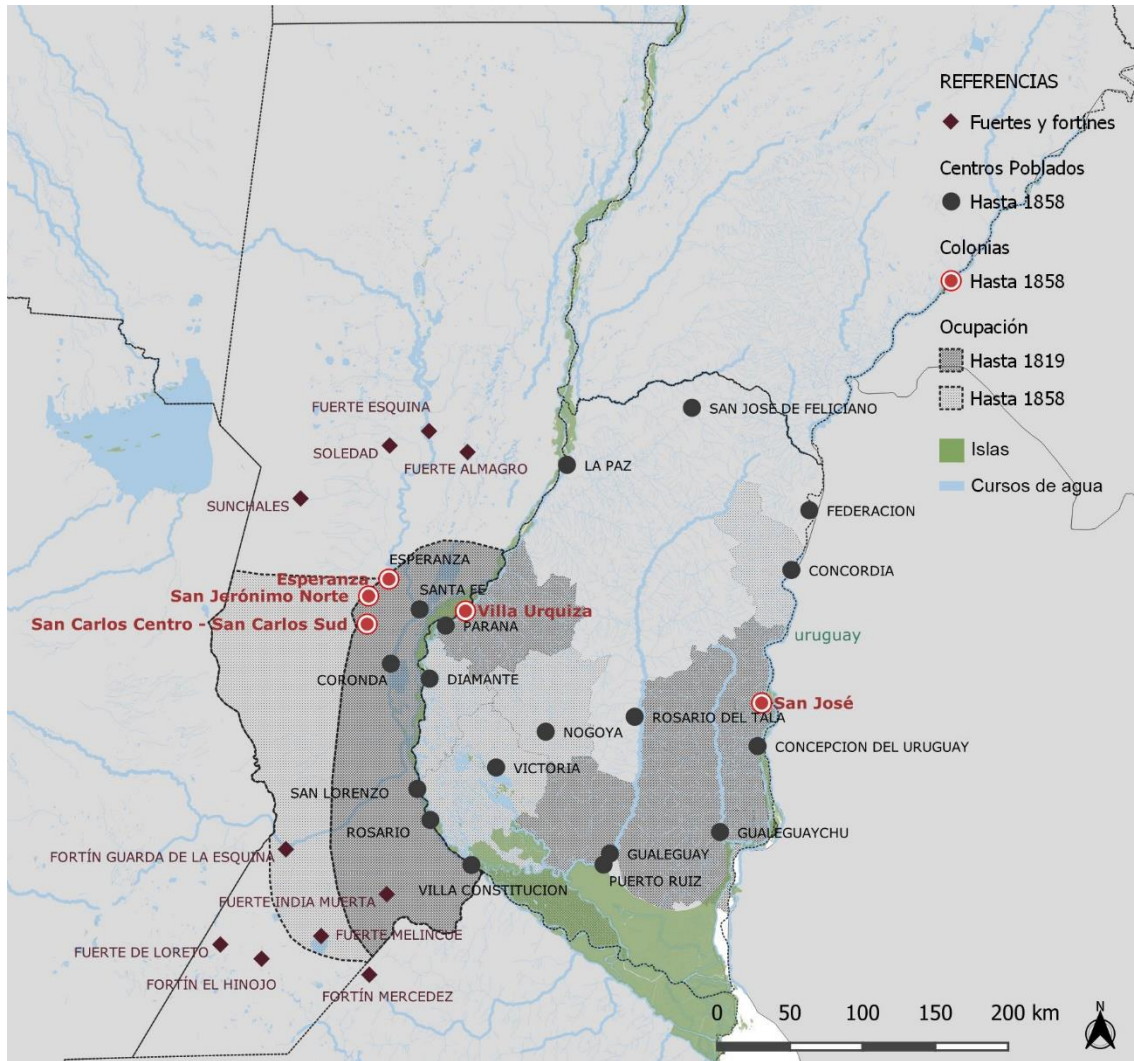 REFERENCIAS
Fuertes y fortínes
Centros Poblados
Hasta 1858
Colonias
Hasta 1858
Ocupación
Hasta 1819
Hasta 1858
Islas
Cursos de agua
FUERTE ESQUINA
SOLEDAD
FUERTE ALMAGRO
SUNCHALES
SAN JOSE DE FELICIANO
LA PAZ
FEDERACION
CONCORDIA
ESPERANZA
Esperanza
San Jerónimo Norte
SANTA FE
Villa Urquiza
San Carlos Centro - San Carlos Sud
PARANA
uruguay
CORONDA
DIAMANTE
San José
ROSARIO DEL TALA
NOGOYA
CONCEPCION DEL URUGUAY
VICTORIA
SAN LORENZO
ROSARIO
GUALEGUAYCHU
FORTÍN GUARDA DE LA ESQUINA
GUALEGUAY
PUERTO RUIZ
VILLA CONSTITUCION
FUERTE INDIA MUERTA
FUERTE MELINCUE
FUERTE DE LORETO
FORTÍN EL HINOJO
FORTÍN MERCEDEZ
0 50 100 150 200 km
N